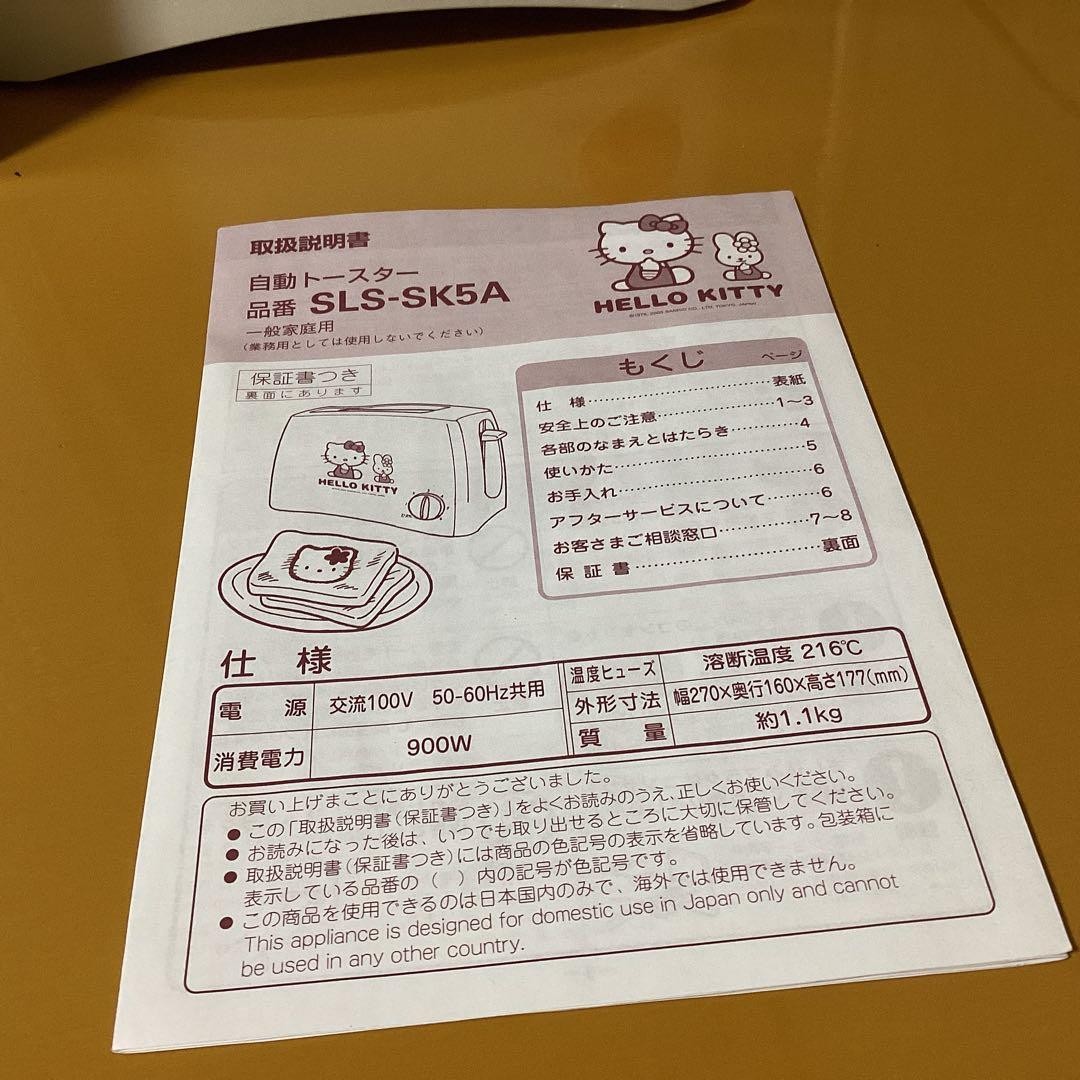 取扱説明書
自動トースター
品番 SLS-SK5A
一般家庭用
(業務用としては使用しないでください)
HELLO KITTY
保証書つき
裏面にあります
HELLO KITTY
もくじ ページ
仕様……………………表紙
安全上のご注意……………1～3
各部のなまえとはたらき…………4
使いかた……………………5
お手入れ……………………6
アフターサービスについて………6
お客さまご相談窓口……………7～8
保証書……………………裏面
仕様
電源 交流100V 50-60Hz共用
消費電力 900W
温度ヒューズ 溶断温度 216℃
外形寸法 幅270×奥行160×高さ177(mm)
質量 約1.1kg
お買い上げまことにありがとうございました。
● この「取扱説明書(保証書つき)」をよくお読みのうえ、正しくお使いください。
● お読みになった後は、いつでも取り出せるところに大切に保管してください。
● 取扱説明書(保証書つき)には商品の色記号の表示を省略しています。包装箱に
表示している品番の( )内の記号が色記号です。
● この商品を使用できるのは日本国内のみで、海外では使用できません。
This appliance is designed for domestic use in Japan only and cannot
be used in any other country.